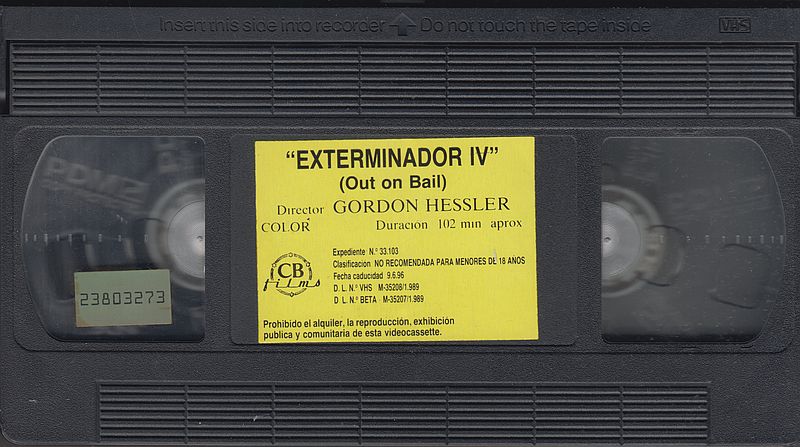 Insert this side into recorder Do not touch the tape inside
VHS
"EXTERMINADOR IV"
(Out on Bail)
Director GORDON HESSLER
COLOR Duración 102 min aprox
Expediente N.º 33.103
Clasificación NO RECOMENDADA PARA MENORES DE 18 AÑOS
Fecha caducidad 9.6.96
D. L. N.º VHS M-35208/1.989
D L N.º BETA M-35207/1.989
CB
films
Prohibido el alquiler, la reproducción, exhibición
publica y comunitaria de esta videocassette.
23803273